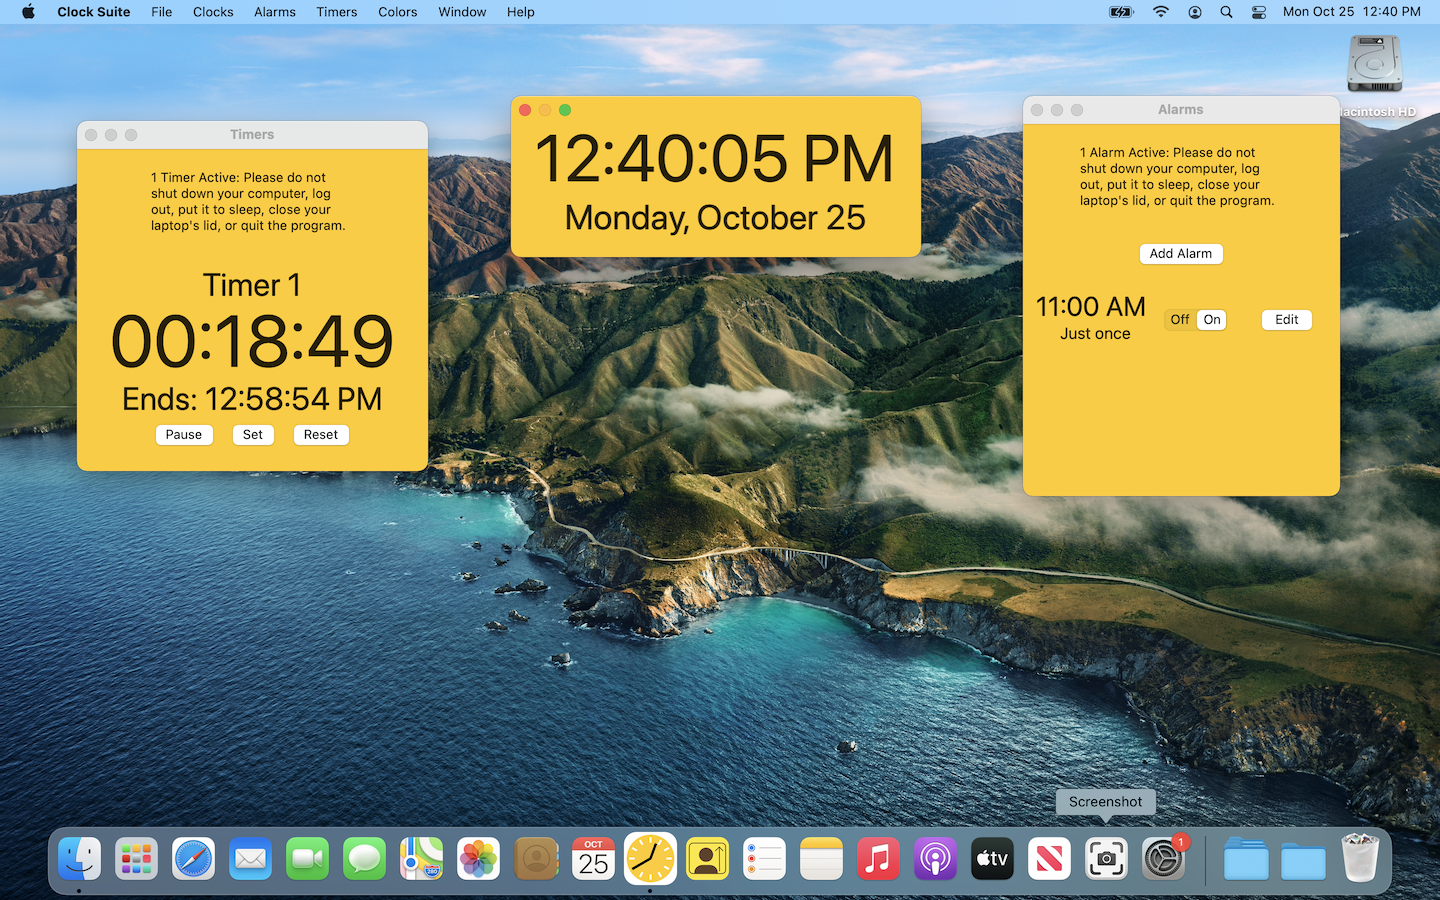 Clock Suite File Clocks Alarms Timers Colors Window Help Mon Oct 25 12:40 PM
Macintosh HD
Timers
1 Timer Active: Please do not
shut down your computer, log
out, put it to sleep, close your
laptop's lid, or quit the program.
Timer 1
00:18:49
Ends: 12:58:54 PM
Pause Set Reset
12:40:05 PM
Monday, October 25
Alarms
1 Alarm Active: Please do not
shut down your computer, log
out, put it to sleep, close your
laptop's lid, or quit the program.
Add Alarm
11:00 AM
Just once
Off On
Edit
Screenshot
OCT
25
tv
1
280